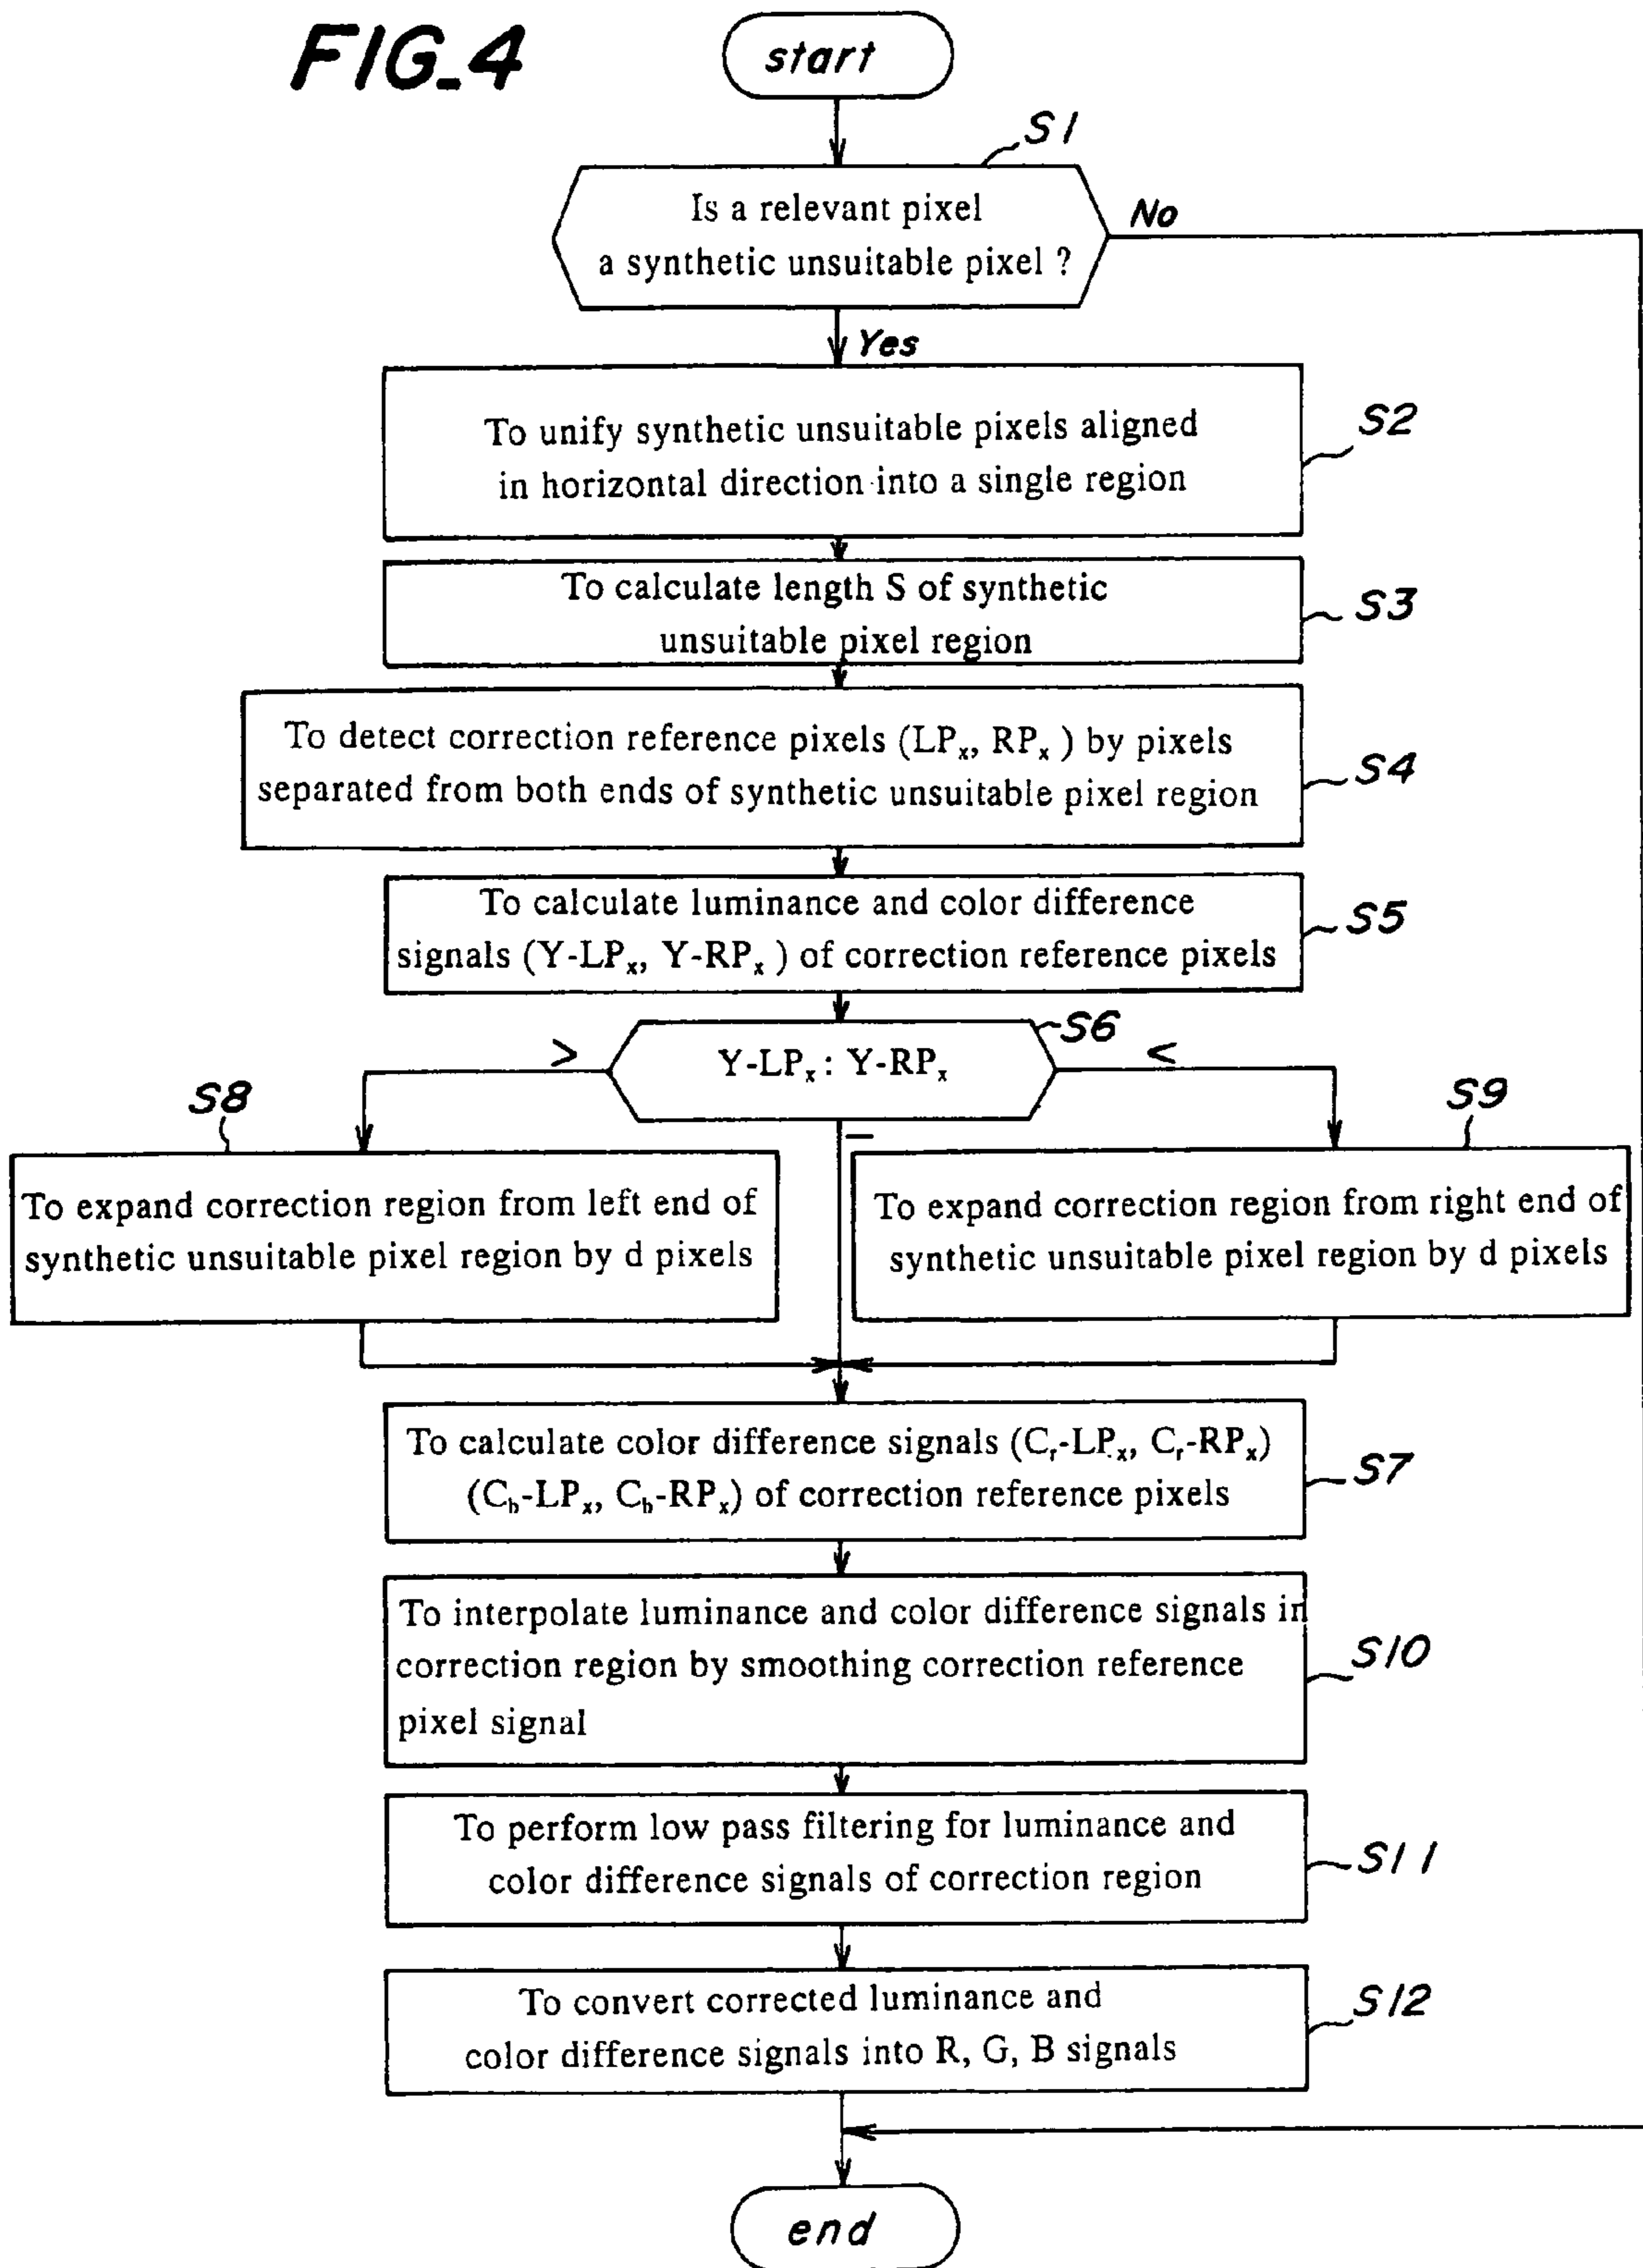 FIG_4
start
S1
Is a relevant pixel
a synthetic unsuitable pixel ?
No
Yes
To unify synthetic unsuitable pixels aligned
in horizontal direction into a single region
S2
To calculate length S of synthetic
unsuitable pixel region
S3
To detect correction reference pixels (LPx, RPx ) by pixels
separated from both ends of synthetic unsuitable pixel region
S4
To calculate luminance and color difference
signals (Y-LPx, Y-RPx ) of correction reference pixels
S5
S6
>
Y-LPx : Y-RPx
<
S8
S9
To expand correction region from left end of
synthetic unsuitable pixel region by d pixels
To expand correction region from right end of
synthetic unsuitable pixel region by d pixels
To calculate color difference signals (Cr-LPx, Cr-RPx)
(Cb-LPx, Cb-RPx) of correction reference pixels
S7
To interpolate luminance and color difference signals in
correction region by smoothing correction reference
pixel signal
S10
To perform low pass filtering for luminance and
color difference signals of correction region
S11
To convert corrected luminance and
color difference signals into R, G, B signals
S12
end